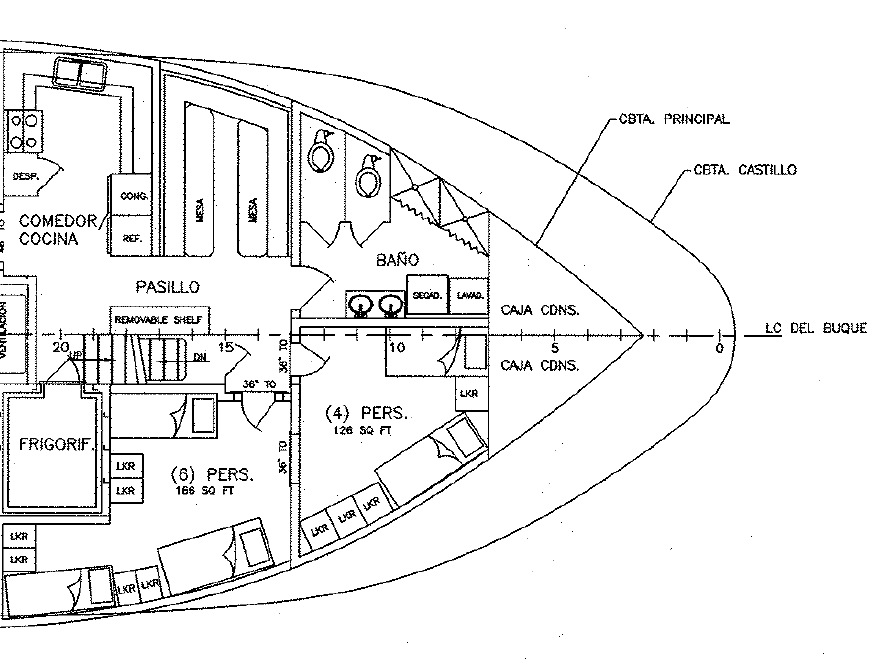 CBTA. PRINCIPAL
CBTA. CASTILLO
DESP.
CONG.
REF.
COMEDOR/
COCINA
MESA
MESA
BAÑO
PASILLO
REMOVABLE SHELF
SECAD.
LAVAD.
CAJA CDNS.
LC DEL BUQUE
VENTILACION
20
15
10
5
0
UP
DN
36" TO
36" TO
36" TO
CAJA CDNS.
LKR
(4) PERS.
126 SQ FT
FRIGORIF.
LKR
LKR
(6) PERS.
166 SQ FT
LKR
LKR
LKR
LKR
LKR
LKR
LKR